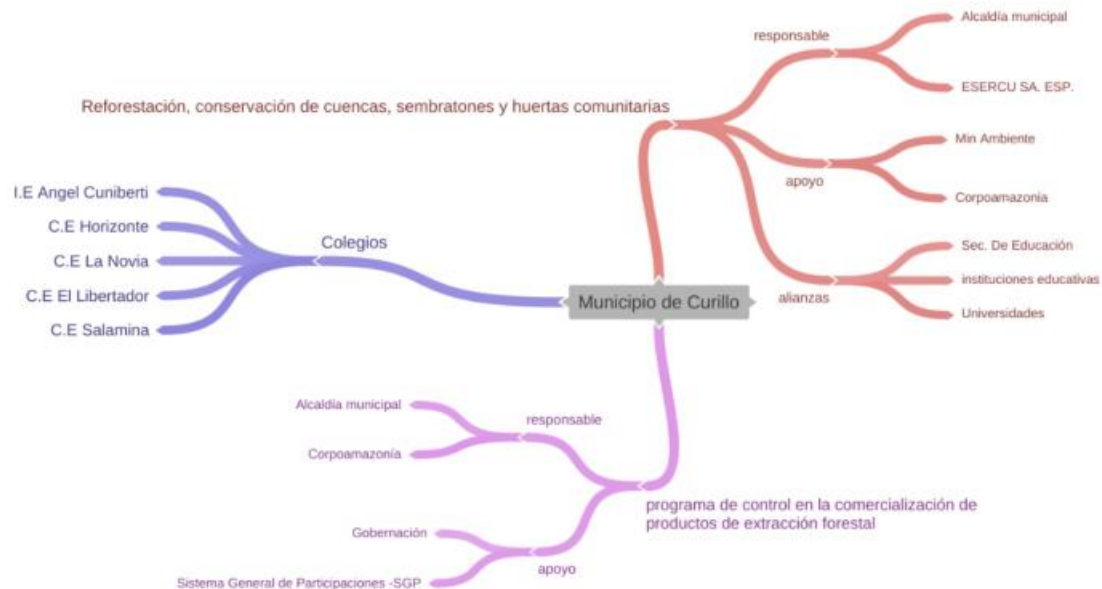 Alcaldía municipal
responsable
ESERCU SA. ESP.
Reforestación, conservación de cuencas, sembratones y huertas comunitarias
Min Ambiente
apoyo
Corpoamazonía
Sec. De Educación
instituciones educativas
alianzas
Universidades
I.E Angel Cuniberti
C.E Horizonte
Colegios
C.E La Novia
C.E El Libertador
C.E Salamina
Municipio de Curillo
Alcaldía municipal
responsable
Corpoamazonía
programa de control en la comercialización de
productos de extracción forestal
Gobernación
apoyo
Sistema General de Participaciones -SGP